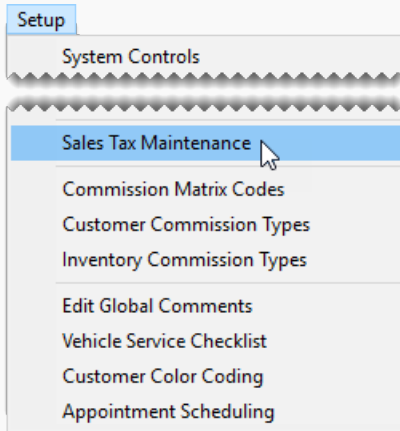 Setup
System Controls
Sales Tax Maintenance
Commission Matrix Codes
Customer Commission Types
Inventory Commission Types
Edit Global Comments
Vehicle Service Checklist
Customer Color Coding
Appointment Scheduling